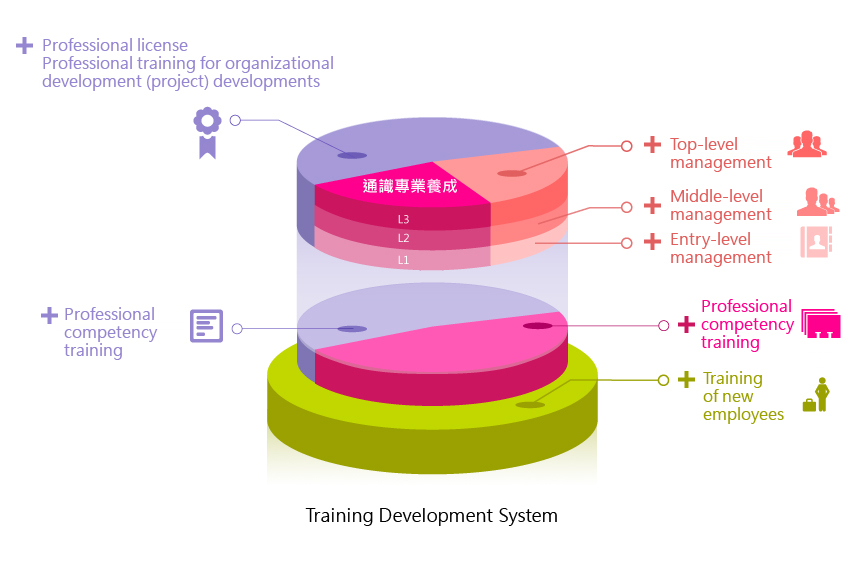 Professional license
Professional training for organizational
development (project) developments
Top-level
management
通識專業養成
Middle-level
management
L3
L2
Entry-level
management
L1
Professional
competency
training
Professional
competency
training
Training
of new
employees
Training Development System